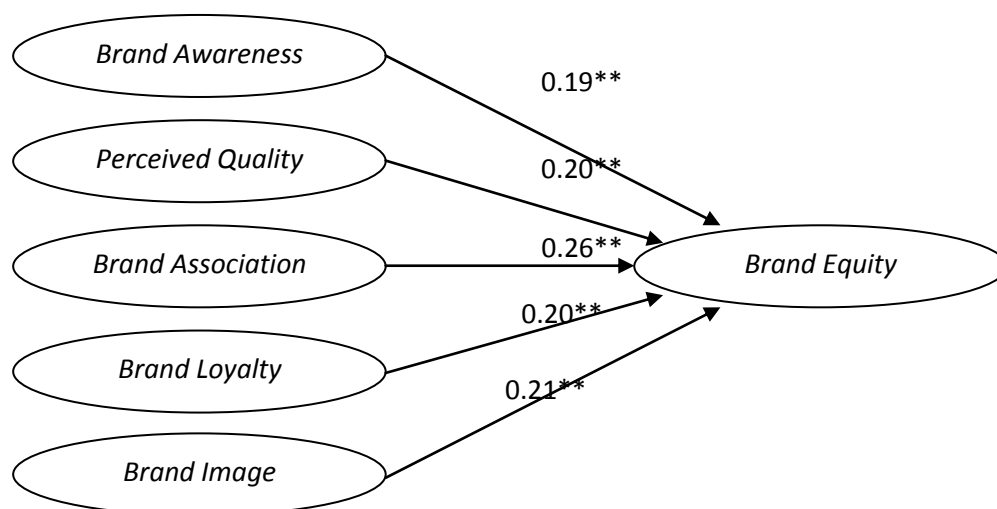 Brand Awareness
0.19**
Perceived Quality
0.20**
Brand Association
0.26**
Brand Equity
Brand Loyalty
0.20**
Brand Image
0.21**